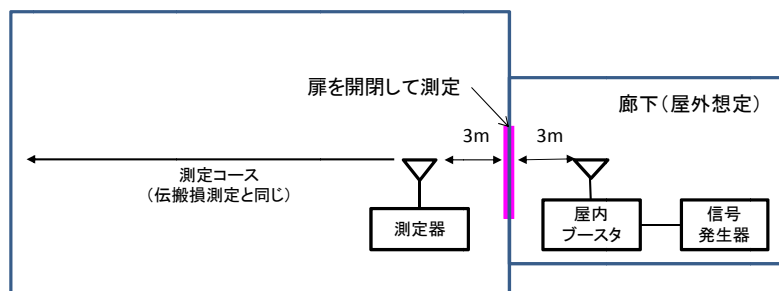 扉を開閉して測定
廊下(屋外想定)
3m
3m
測定コース
(伝搬損測定と同じ)
測定器
屋内
ブースタ
信号
発生器